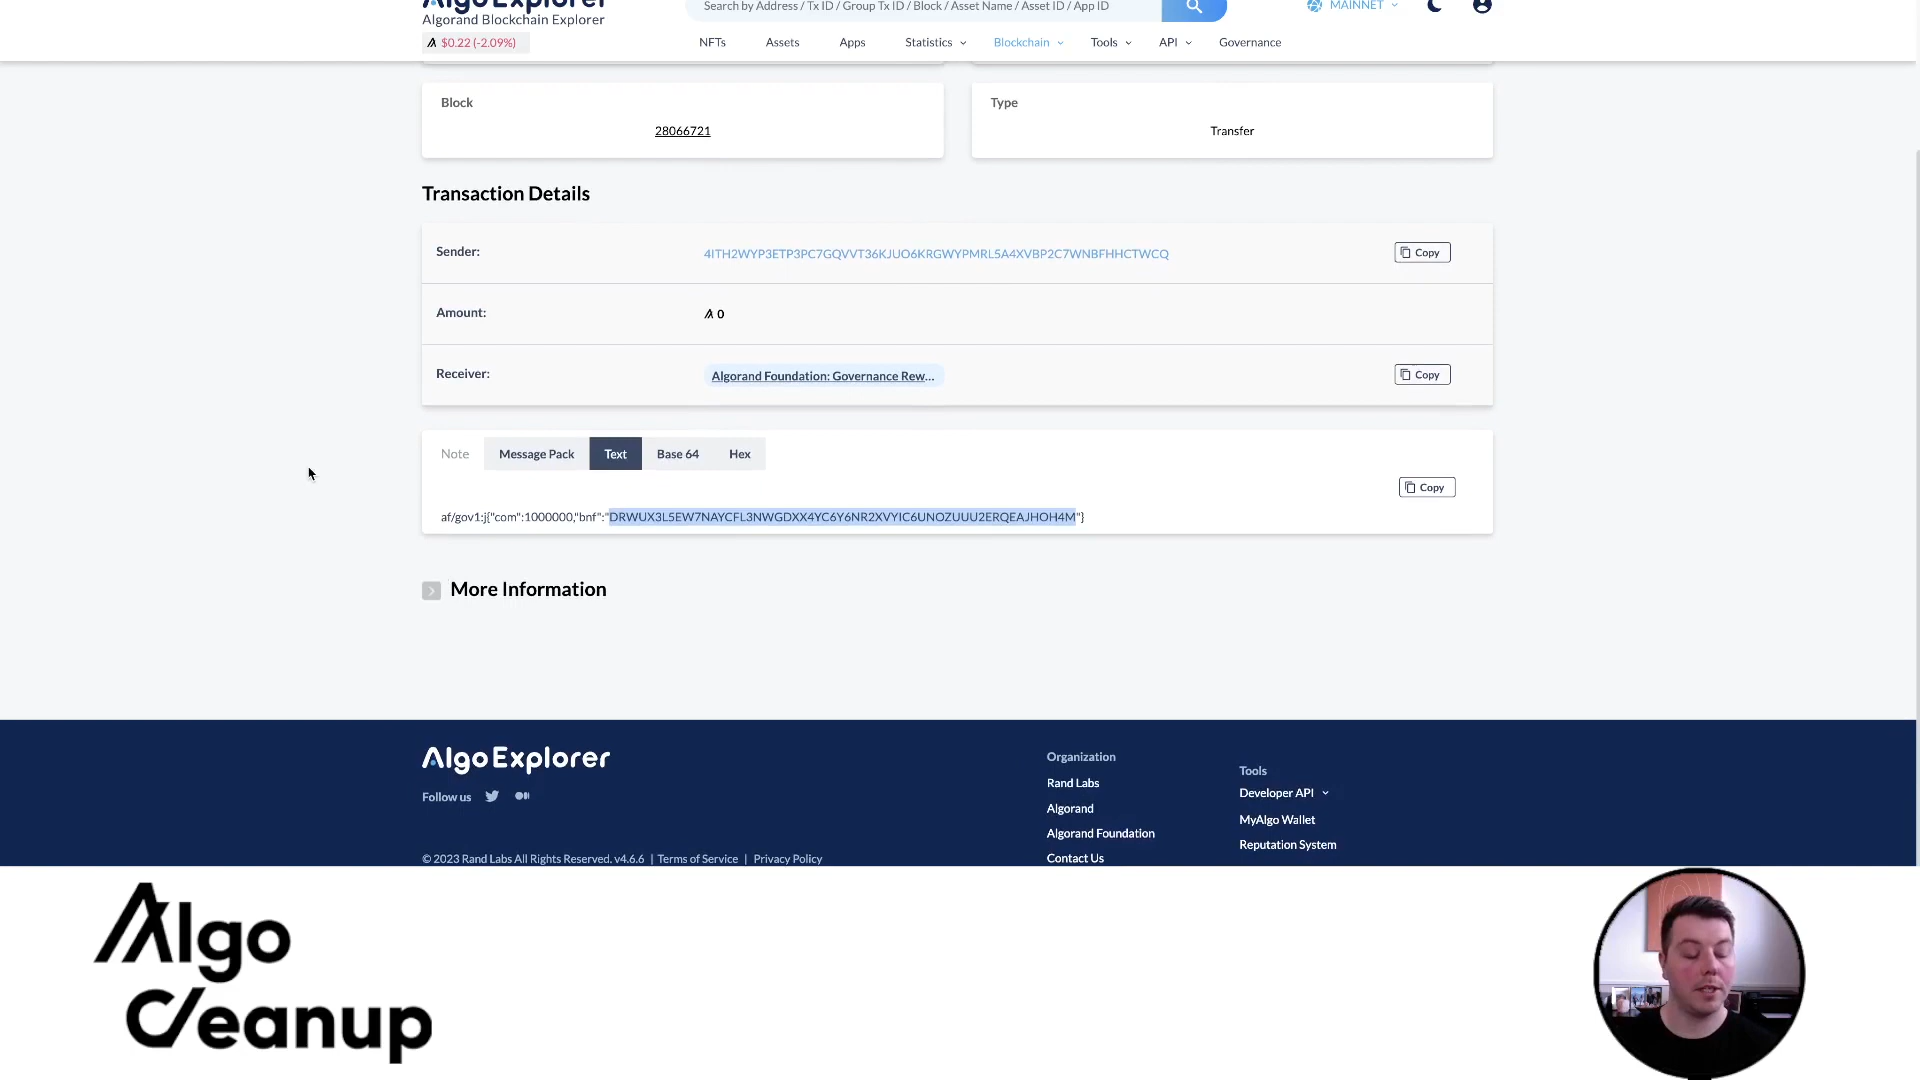 AlgoExplorer
Algorand Blockchain Explorer
$0.22 (-2.09%)
Search by Address / Tx ID / Group Tx ID / Block / Asset Name / Asset ID / App ID
MAINNET
NFTs
Assets
Apps
Statistics
Blockchain
Tools
API
Governance
Block
28066721
Type
Transfer
Transaction Details
Sender:
4ITH2WYP3ETP3PC7GQVVT36KJUO6KRGWYPMRL5A4XVBP2C7WNBFHHCTWCQ
Copy
Amount:
0
Receiver:
Algorand Foundation: Governance Rew...
Copy
Note
Message Pack
Text
Base 64
Hex
Copy
af/gov1:j{"com":1000000,"bnf":"DRWUX3L5EW7NAYCFL3NWGDXX4YC6Y6NR2XVYIC6UNOZUUU2ERQEAJHOH4M"}
More Information
AlgoExplorer
Follow us
Organization
Rand Labs
Algorand
Algorand Foundation
Contact Us
Tools
Developer API
MyAlgo Wallet
Reputation System
© 2023 Rand Labs All Rights Reserved. v4.6.6 | Terms of Service | Privacy Policy
Algo
Cleanup